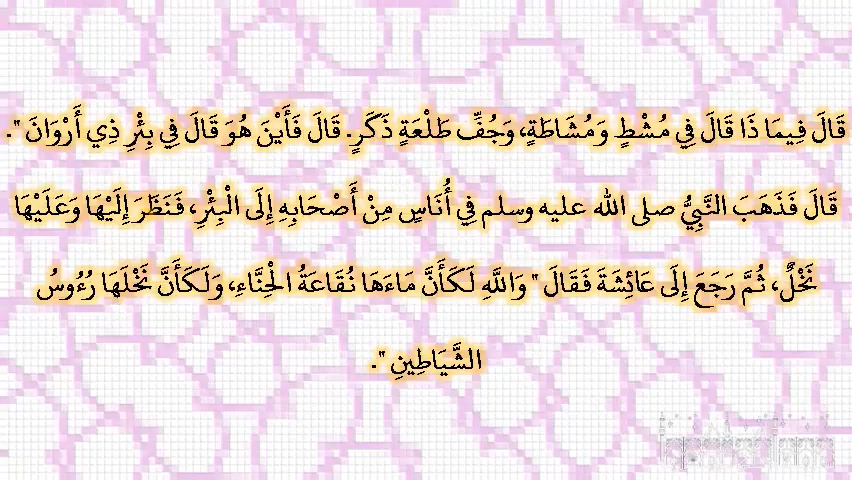 قَالَ فِيمَا ذَا قَالَ فِي مُشْطٍ وَمُشَاطَةٍ، وَجُفِّ طَلْعَةٍ ذَكَرٍ. قَالَ فَأَيْنَ هُوَ قَالَ فِي بِئْرِ ذِي أَرْوَانَ ".
قَالَ فَذَهَبَ النَّبِيُّ صلى الله عليه وسلم فِي أُنَاسٍ مِنْ أَصْحَابِهِ إِلَى الْبِئْرِ، فَنَظَرَ إِلَيْهَا وَعَلَيْهَا
نَخْلٌ، ثُمَّ رَجَعَ إِلَى عَائِشَةَ فَقَالَ " وَاللَّهِ لَكَأَنَّ مَاءَهَا نُقَاعَةُ الْحِنَّاءِ، وَلَكَأَنَّ نَخْلَهَا رُءُوسُ
الشَّيَاطِينِ ".